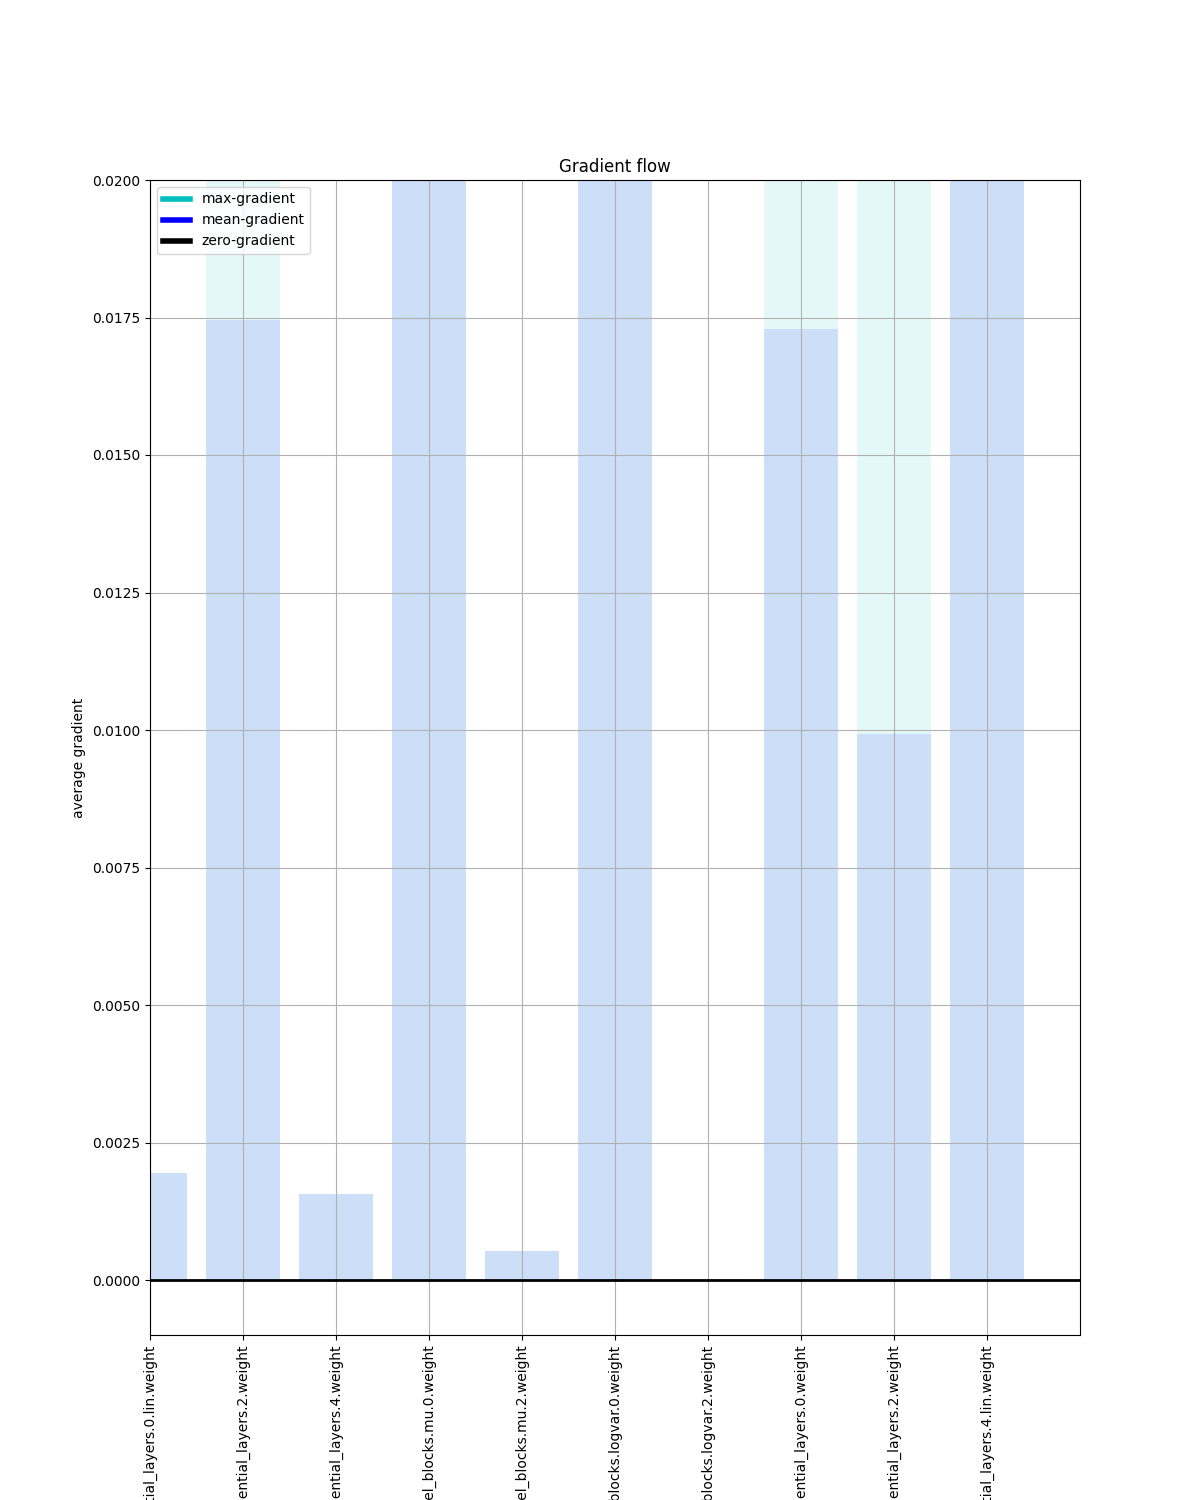 Gradient flow
max-gradient
mean-gradient
zero-gradient
0.0200
0.0175
0.0150
0.0125
0.0100
0.0075
0.0050
0.0025
0.0000
average gradient
tial_layers.0.lin.weight
ential_layers.2.weight
ential_layers.4.weight
el_blocks.mu.0.weight
el_blocks.mu.2.weight
blocks.logvar.0.weight
blocks.logvar.2.weight
ential_layers.0.weight
ential_layers.2.weight
tial_layers.4.lin.weight